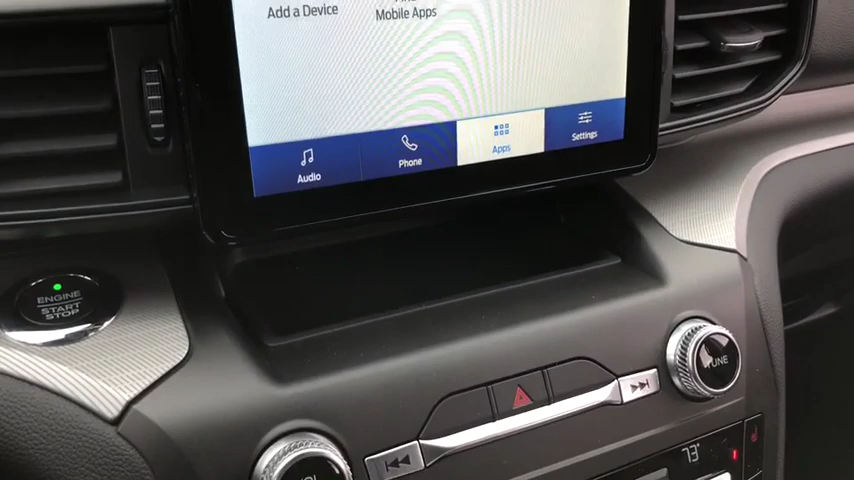 Add a Device
Mobile Apps
Audio
Phone
Apps
Settings
ENGINE
START
STOP
TUNE
73°